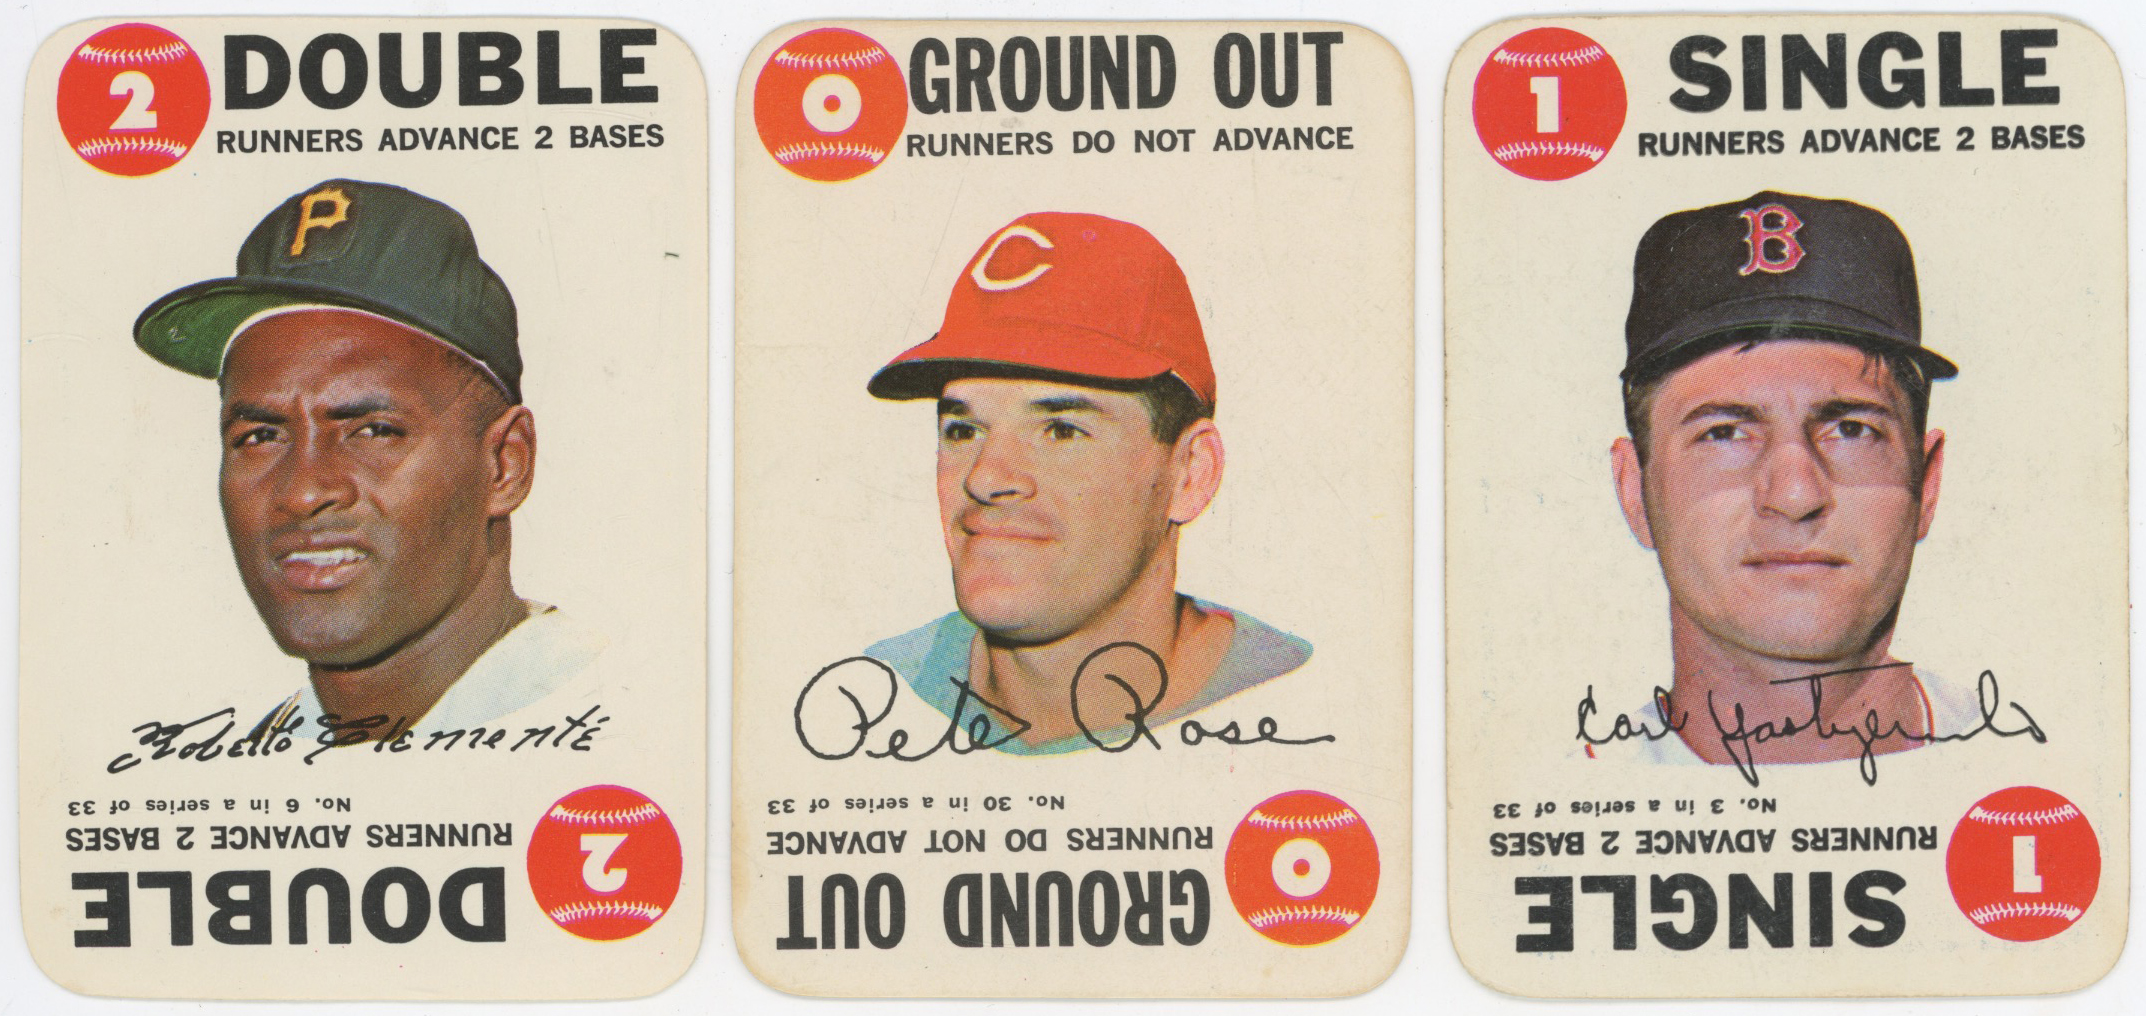 2 DOUBLE
RUNNERS ADVANCE 2 BASES
P
Roberto Clemente
No. 6 in a series of 33
RUNNERS ADVANCE 2 BASES
DOUBLE 2
0 GROUND OUT
RUNNERS DO NOT ADVANCE
C
Pete Rose
No. 30 in a series of 33
RUNNERS DO NOT ADVANCE
GROUND OUT 0
1 SINGLE
RUNNERS ADVANCE 2 BASES
B
Carl Yastrzemski
No. 3 in a series of 33
RUNNERS ADVANCE 2 BASES
SINGLE 1